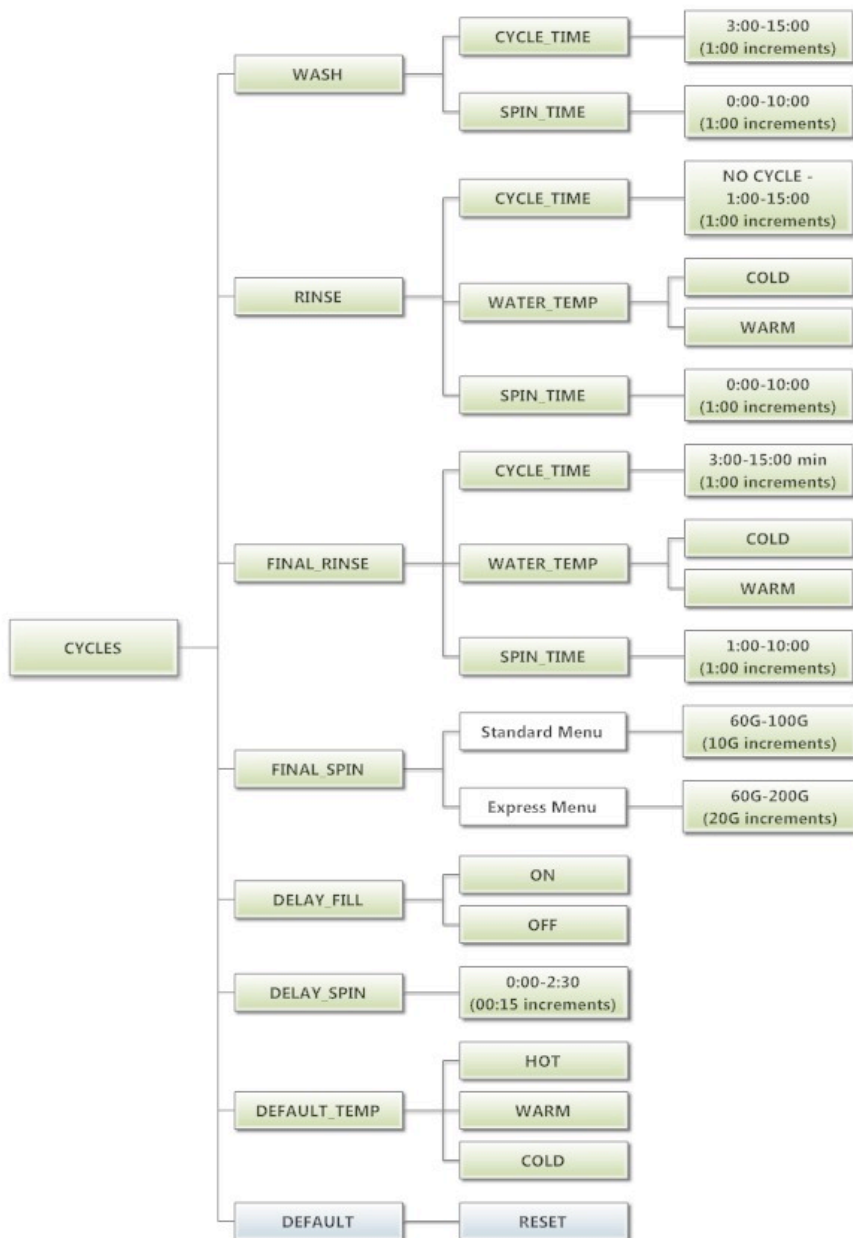 CYCLES
WASH
CYCLE_TIME
3:00-15:00
(1:00 increments)
SPIN_TIME
0:00-10:00
(1:00 increments)
RINSE
CYCLE_TIME
NO CYCLE -
1:00-15:00
(1:00 increments)
WATER_TEMP
COLD
WARM
SPIN_TIME
0:00-10:00
(1:00 increments)
FINAL_RINSE
CYCLE_TIME
3:00-15:00 min
(1:00 increments)
WATER_TEMP
COLD
WARM
SPIN_TIME
1:00-10:00
(1:00 increments)
FINAL_SPIN
Standard Menu
60G-100G
(10G increments)
Express Menu
60G-200G
(20G increments)
DELAY_FILL
ON
OFF
DELAY_SPIN
0:00-2:30
(00:15 increments)
DEFAULT_TEMP
HOT
WARM
COLD
DEFAULT
RESET